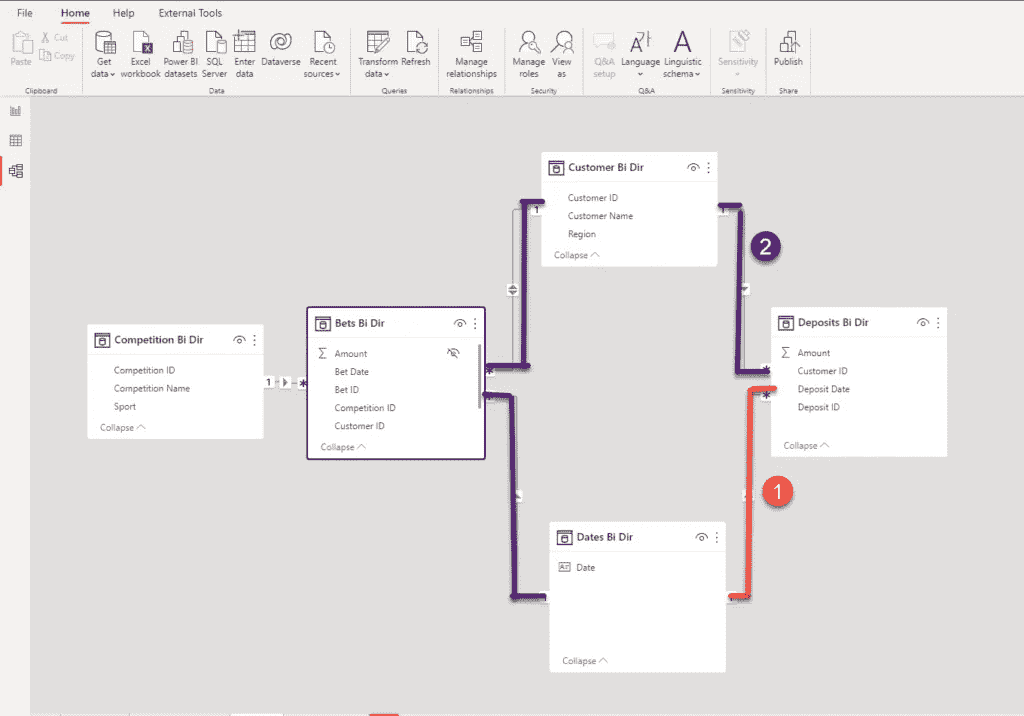 File Home Help External Tools
Paste
Cut
Copy
Get data
Excel workbook
Power BI datasets
SQL Server
Enter data
Dataverse
Recent sources
Transform data
Refresh
Manage relationships
Manage roles
View as
Q&A setup
Language
Linguistic schema
Sensitivity
Publish
Clipboard Data Queries Relationships Security Q&A Sensitivity Share
Customer Bi Dir
Customer ID
Customer Name
Region
Collapse
1
1
2
Competition Bi Dir
Competition ID
Competition Name
Sport
Collapse
1
*
Bets Bi Dir
Amount
Bet Date
Bet ID
Competition ID
Customer ID
Collapse
*
Deposits Bi Dir
Amount
Customer ID
Deposit Date
Deposit ID
Collapse
*
*
1
Dates Bi Dir
Date
Collapse